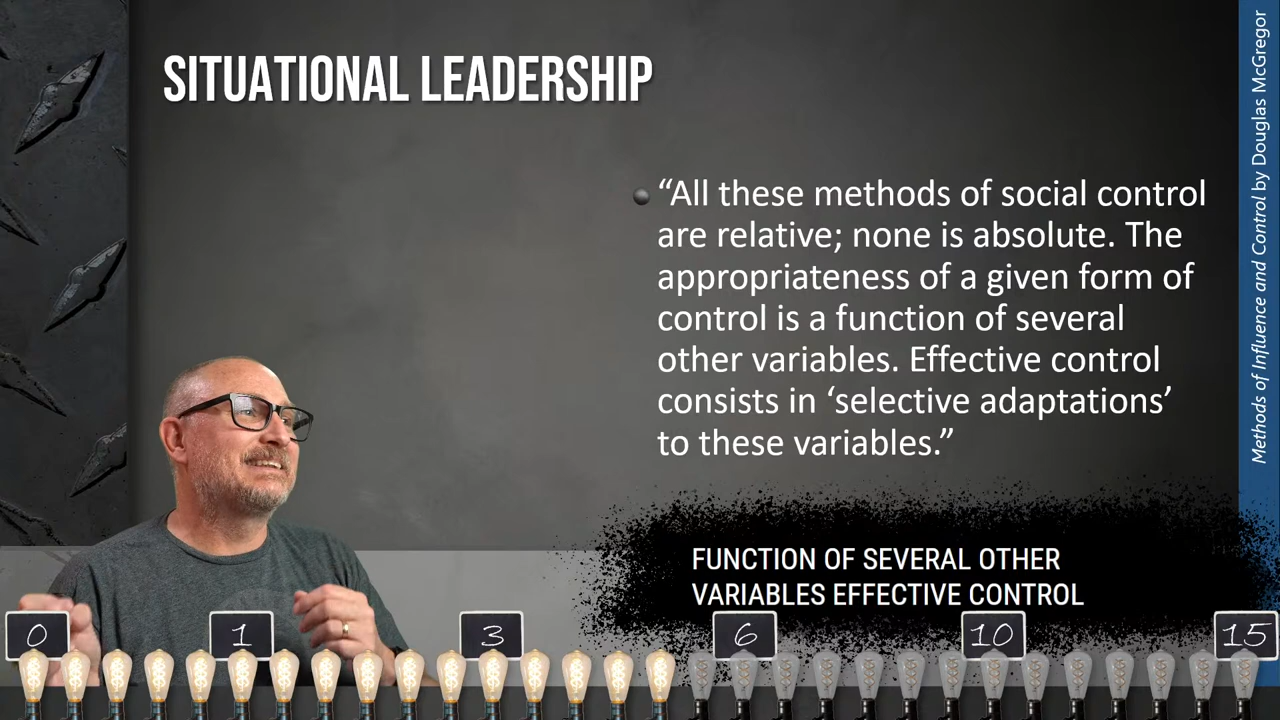 SITUATIONAL LEADERSHIP
“All these methods of social control
are relative; none is absolute. The
appropriateness of a given form of
control is a function of several
other variables. Effective control
consists in ‘selective adaptations’
to these variables.”
Methods of Influence and Control by Douglas McGregor
FUNCTION OF SEVERAL OTHER
VARIABLES EFFECTIVE CONTROL
0 1 3 6 10 15